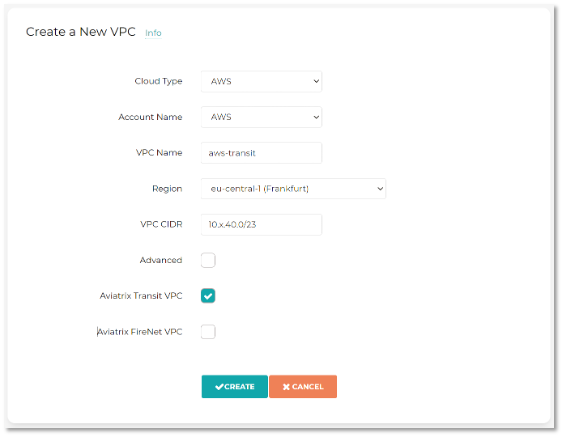 Create a New VPC Info
Cloud Type AWS
Account Name AWS
VPC Name aws-transit
Region eu-central-1 (Frankfurt)
VPC CIDR 10.x.40.0/23
Advanced
Aviatrix Transit VPC
Aviatrix FireNet VPC
CREATE CANCEL